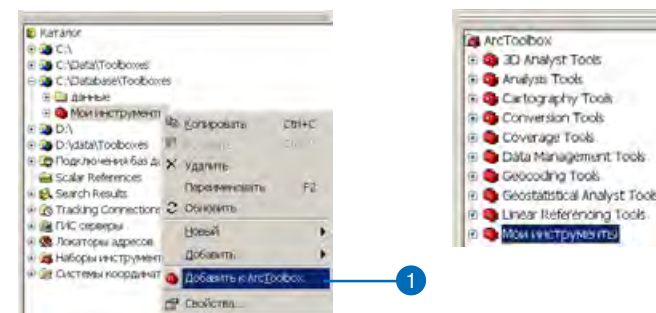 Каталог
C:\
C:\Data\Toolboxes
C:\Database\Toolboxes
данные
Мои инструмент
D:\
D:\data\Toolboxes
Подключения баз да
Scalar References
Search Results
Tracking Connections
ГИС серверы
Локаторы адресов
Наборы инструмент
Системы координат
Копировать Ctrl+C
Удалить
Переименовать F2
Обновить
Новый
Добавить
Добавить к ArcToolbox
Свойства...
1
ArcToolbox
3D Analyst Tools
Analysis Tools
Cartography Tools
Conversion Tools
Coverage Tools
Data Management Tools
Geocoding Tools
Geostatistical Analyst Tools
Linear Referencing Tools
Мои инструменты